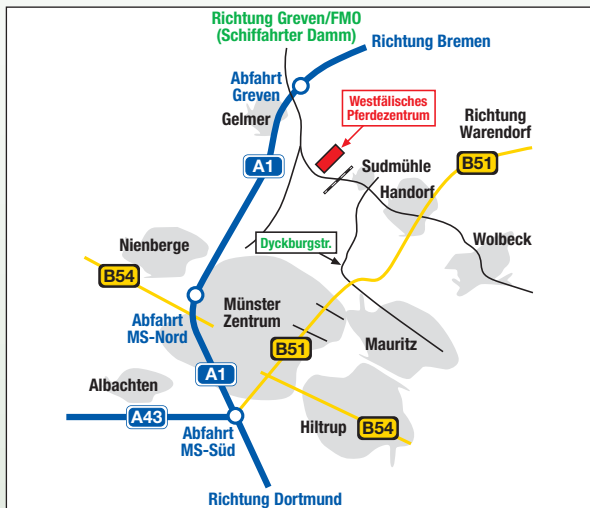 Richtung Greven/FMO
(Schiffahrter Damm)
Richtung Bremen
Abfahrt
Greven
Gelmer
Westfälisches
Pferdezentrum
Richtung
Warendorf
B51
A1
Sudmühle
Handorf
Nienberge
Dyckburgstr.
Wolbeck
B54
Münster
Zentrum
Abfahrt
MS-Nord
Mauritz
B51
A1
Albachten
A43
Abfahrt
MS-Süd
Hiltrup
B54
Richtung Dortmund